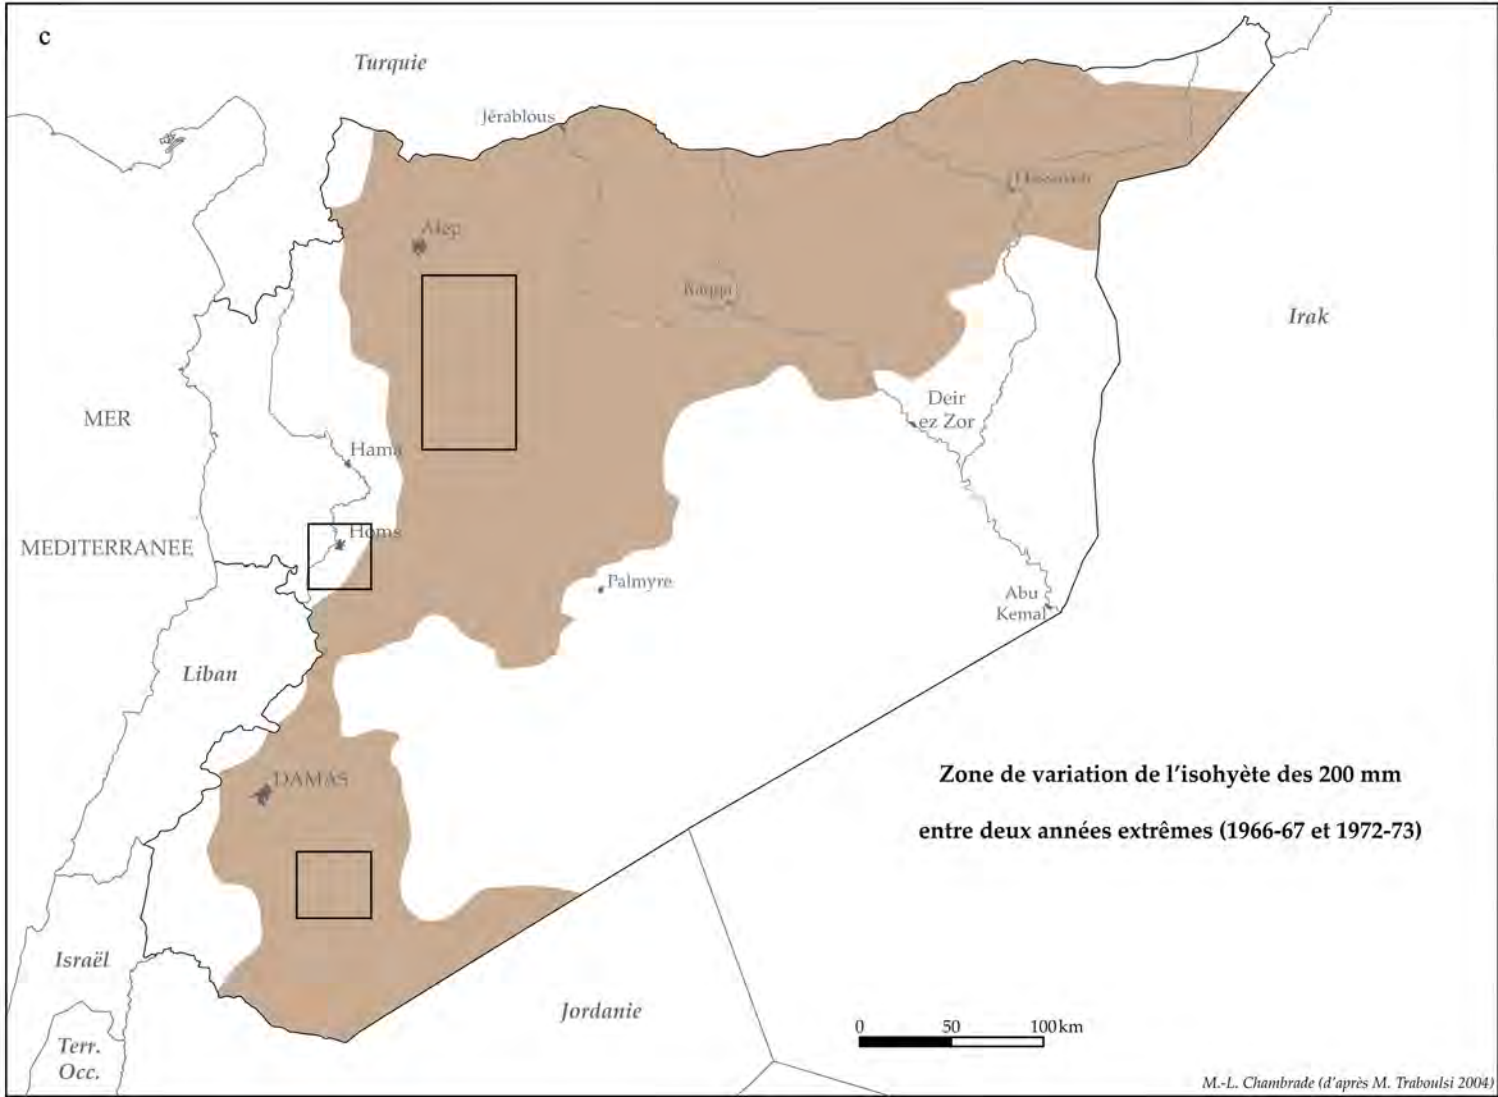 c
Turquie
Jérablous
Hassakeh
Alep
Raqqa
Irak
Deir
ez Zor
MER
Hama
Homs
MEDITERRANEE
Palmyre
Abu
Kemal
Liban
Zone de variation de l'isohyète des 200 mm
entre deux années extrêmes (1966-67 et 1972-73)
DAMAS
Israël
Jordanie
0 50 100 km
Terr.
Occ.
M.-L. Chambrade (d'après M. Traboulsi 2004)